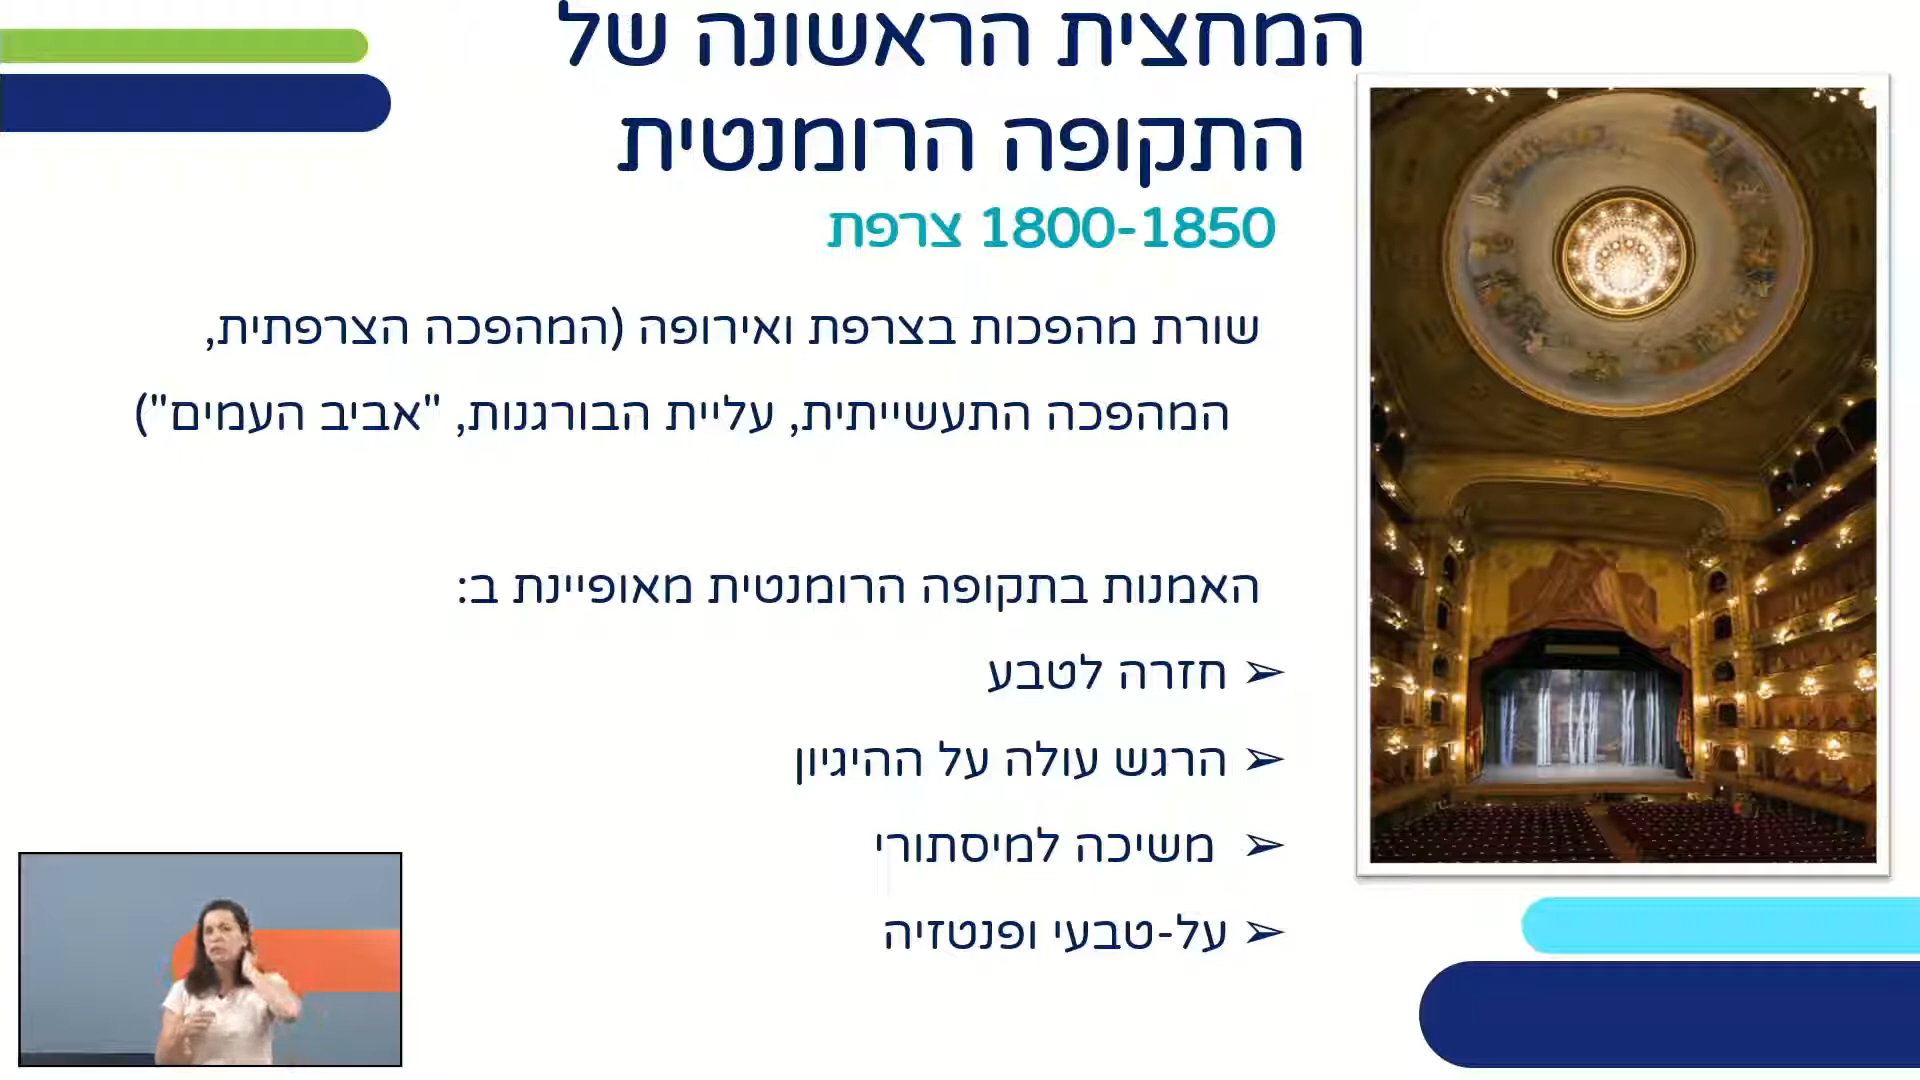 המחצית הראשונה של
התקופה הרומנטית
1800-1850 צרפת
שורת מהפכות בצרפת ואירופה (המהפכה הצרפתית,
המהפכה התעשייתית, עליית הבורגנות, "אביב העמים")
האמנות בתקופה הרומנטית מאופיינת ב:
➢ חזרה לטבע
➢ הרגש עולה על ההיגיון
➢ משיכה למיסתורי
➢ על-טבעי ופנטזיה